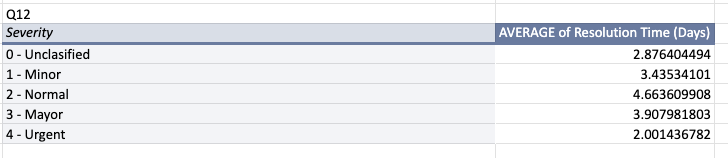 Q12
Severity AVERAGE of Resolution Time (Days)
0 - Unclasified 2.876404494
1 - Minor 3.43534101
2 - Normal 4.663609908
3 - Mayor 3.907981803
4 - Urgent 2.001436782